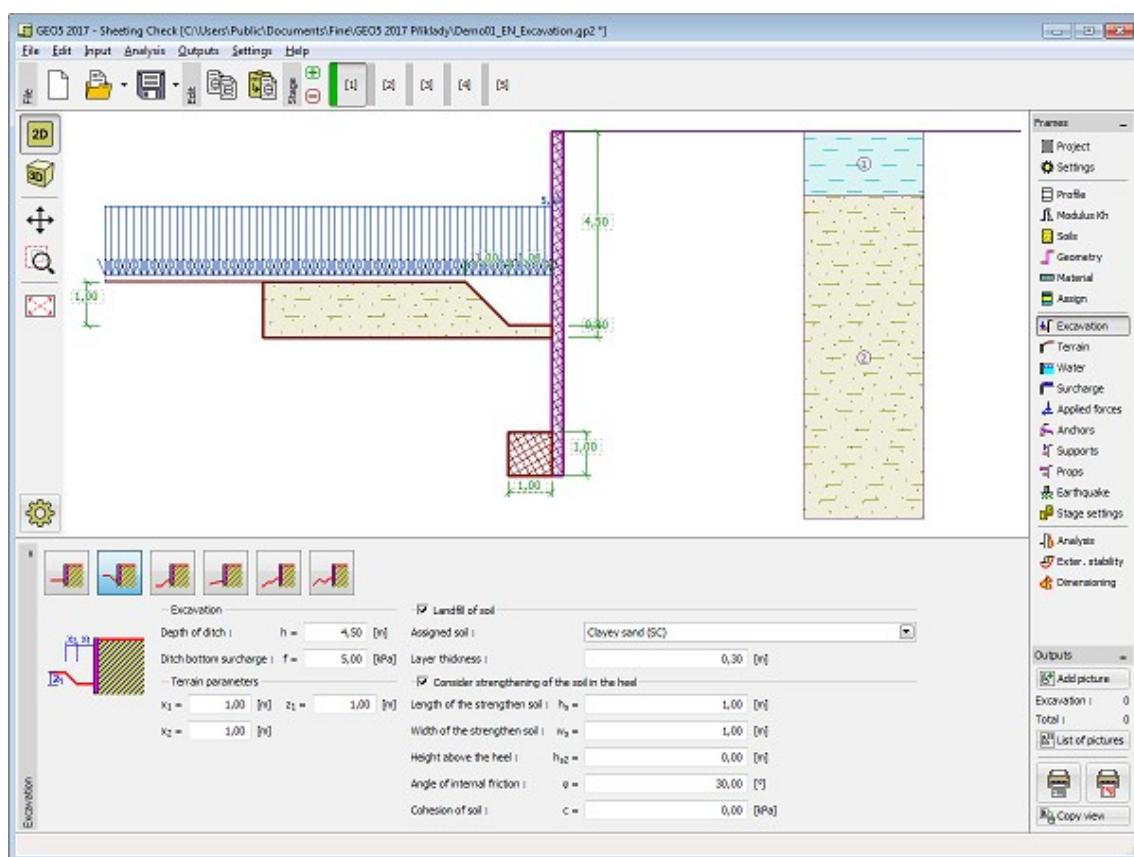 GEO5 2017 - Sheeting Check [C:\Users\Public\Documents\Fine\GEO5 2017 Příklady\Demo01_EN_Excavation.gp2 *]
File Edit Input Analysis Outputs Settings Help
File Edit Stage [1] [2] [3] [4] [5]
2D
3D
1,00
1,00 1,00
4,50
0,30
1,00
1,00
1
2
Frames
Project
Settings
Profile
Modulus Kh
Soils
Geometry
Material
Assign
Excavation
Terrain
Water
Surcharge
Applied forces
Anchors
Supports
Props
Earthquake
Stage settings
Analysis
Exter. stability
Dimensioning
Outputs
Add picture
Excavation : 0
Total : 0
List of pictures
Copy view
Excavation
Excavation
Depth of ditch : h = 4,50 [m]
Ditch bottom surcharge : f = 5,00 [kPa]
Terrain parameters
x1 = 1,00 [m] z1 = 1,00 [m]
x2 = 1,00 [m]
Landfill of soil
Assigned soil : Clayey sand (SC)
Layer thickness : 0,30 [m]
Consider strengthening of the soil in the heel
Length of the strengthen soil : hs = 1,00 [m]
Width of the strengthen soil : ws = 1,00 [m]
Height above the heel : hs2 = 0,00 [m]
Angle of internal friction : φ = 30,00 [°]
Cohesion of soil : c = 0,00 [kPa]